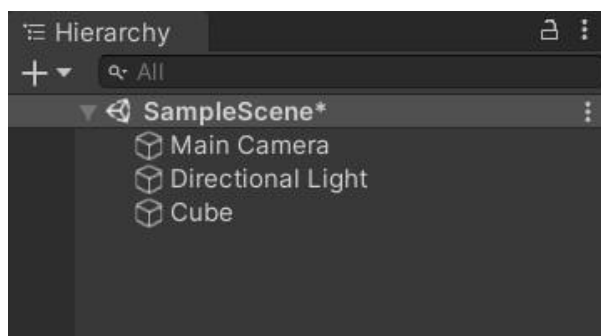 Hierarchy
All
SampleScene*
Main Camera
Directional Light
Cube